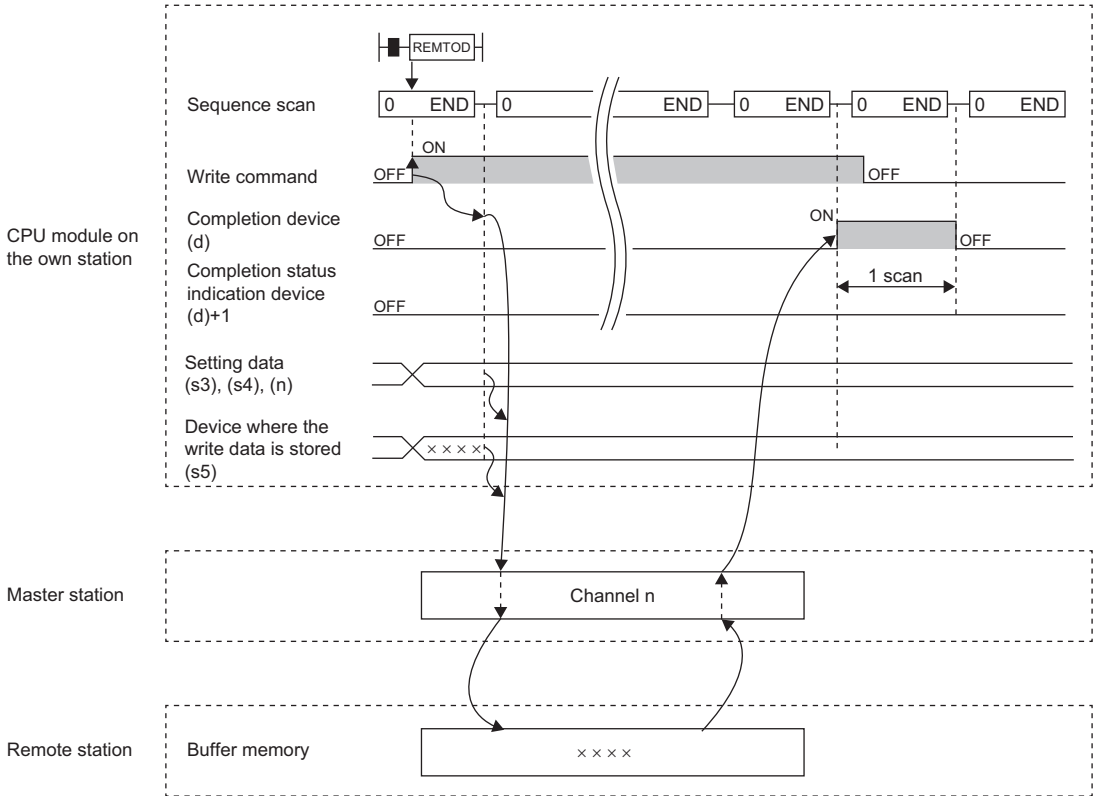 REMTOD
Sequence scan
0 END 0 END 0 END 0 END 0 END
ON
Write command
OFF
OFF
CPU module on
the own station
Completion device
(d)
ON
OFF
OFF
1 scan
Completion status
indication device
(d)+1
OFF
Setting data
(s3), (s4), (n)
Device where the
write data is stored
(s5)
× × × ×
Master station
Channel n
Remote station
Buffer memory
× × × ×